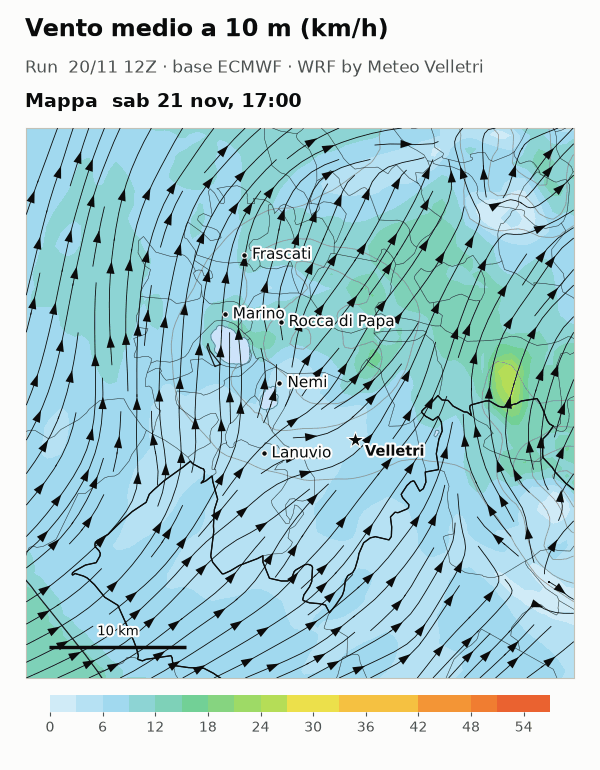 Vento medio a 10 m (km/h)
Run  20/11 12Z · base ECMWF · WRF by Meteo Velletri
Mappa  sab 21 nov, 17:00
Frascati
Marino
Rocca di Papa
Nemi
Velletri
Lanuvio
10 km
0 6 12 18 24 30 36 42 48 54